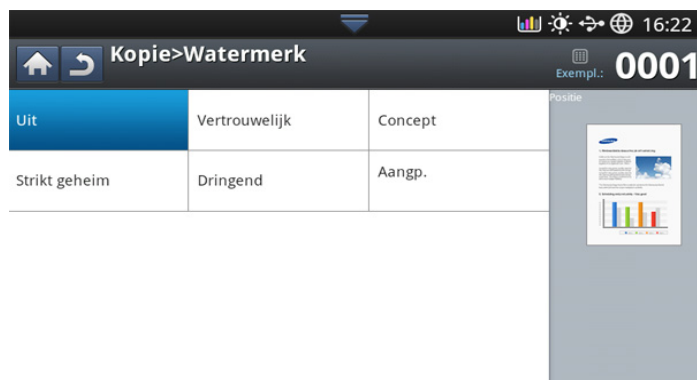 16:22
Kopie>Watermerk
Exempl.: 0001
Uit
Vertrouwelijk
Concept
Positie
Strikt geheim
Dringend
Aangp.